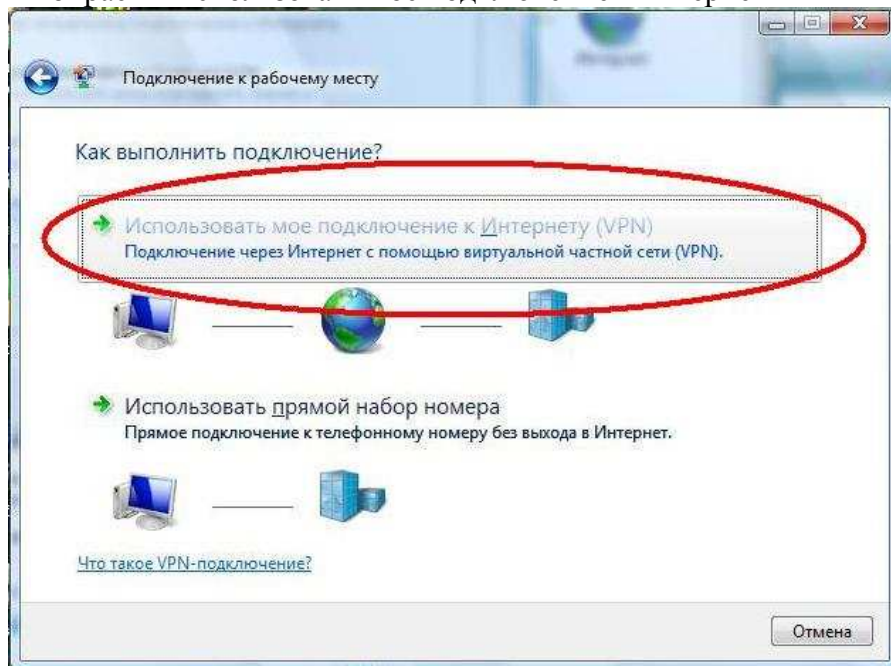 Подключение к рабочему месту
Как выполнить подключение?
Использовать мое подключение к Интернету (VPN)
Подключение через Интернет с помощью виртуальной частной сети (VPN).
Использовать прямой набор номера
Прямое подключение к телефонному номеру без выхода в Интернет.
Что такое VPN-подключение?
Отмена